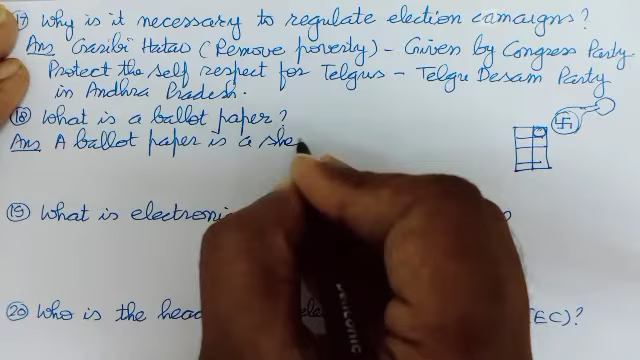 (17) Why is it necessary to regulate election camaigns?
Ans Garibi Hatao (Remove poverty) - Given by Congress Party
Protect the self respect for Telgus - Telgu Desam Party
in Andhra Pradesh.
(18) What is a ballot paper?
Ans A ballot paper is a she
(19) What is electroni ?
(20) Who is the head EC)?